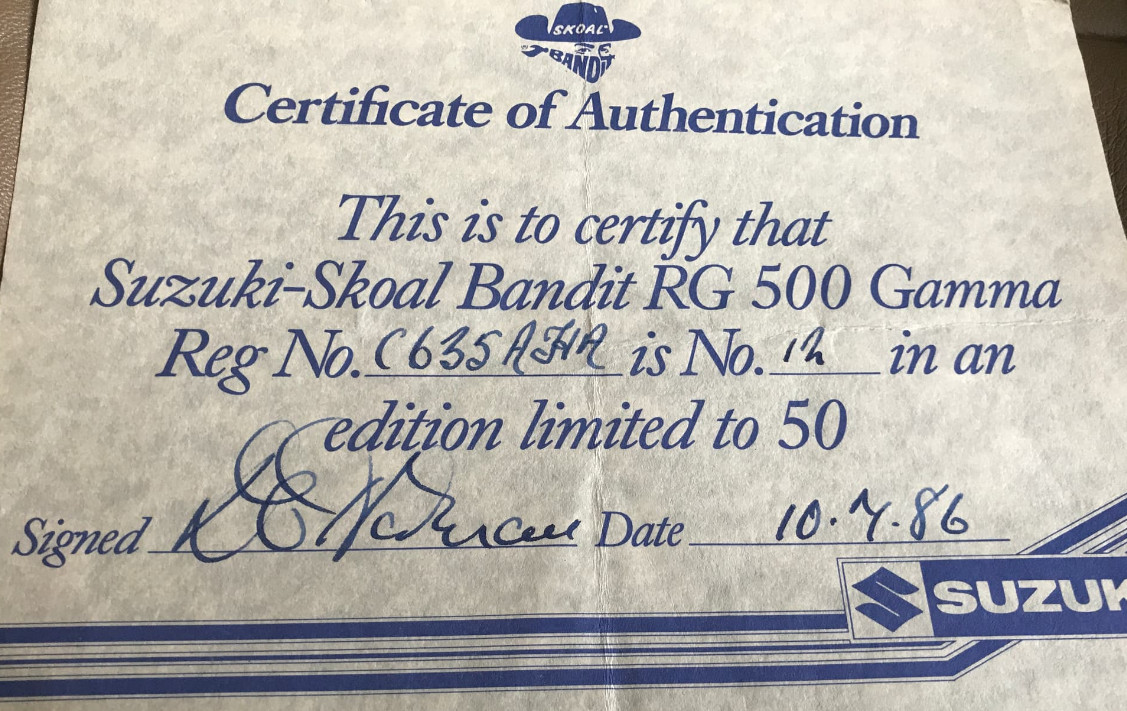 SKOAL
BANDIT
Certificate of Authentication
This is to certify that
Suzuki-Skoal Bandit RG 500 Gamma
Reg No. C635AHA is No. 12 in an
edition limited to 50
Signed Date 10.7.86
SUZUK